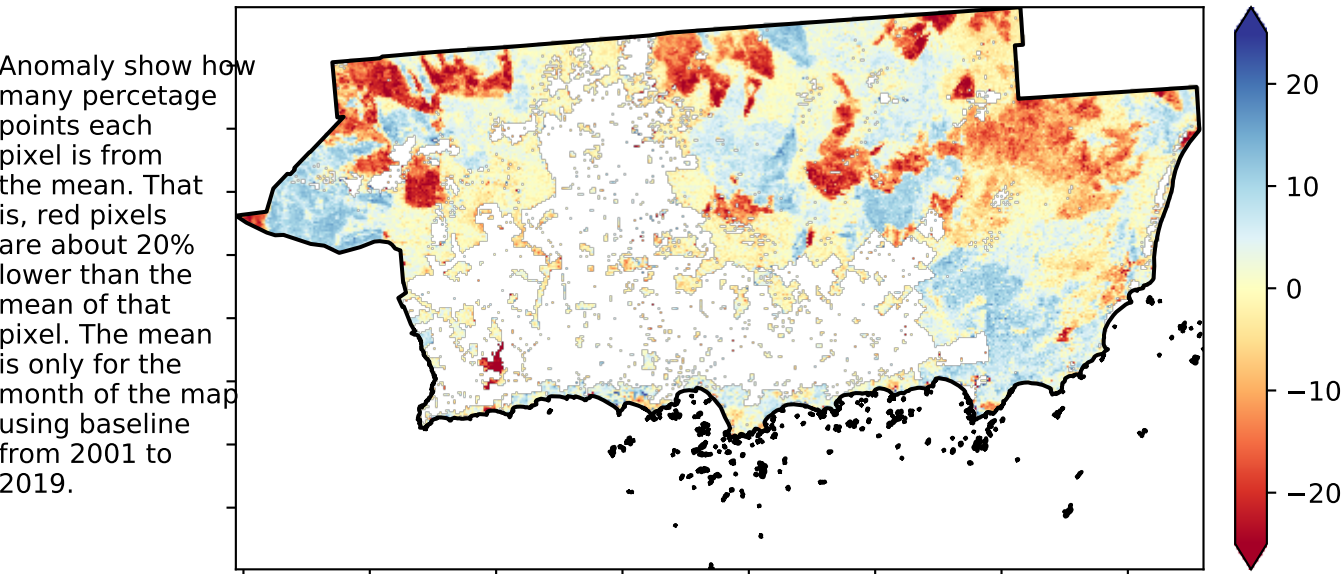 Anomaly show how
many percetage
points each
pixel is from
the mean. That
is, red pixels
are about 20%
lower than the
mean of that
pixel. The mean
is only for the
month of the map
using baseline
from 2001 to
2019.
20
10
0
−10
−20